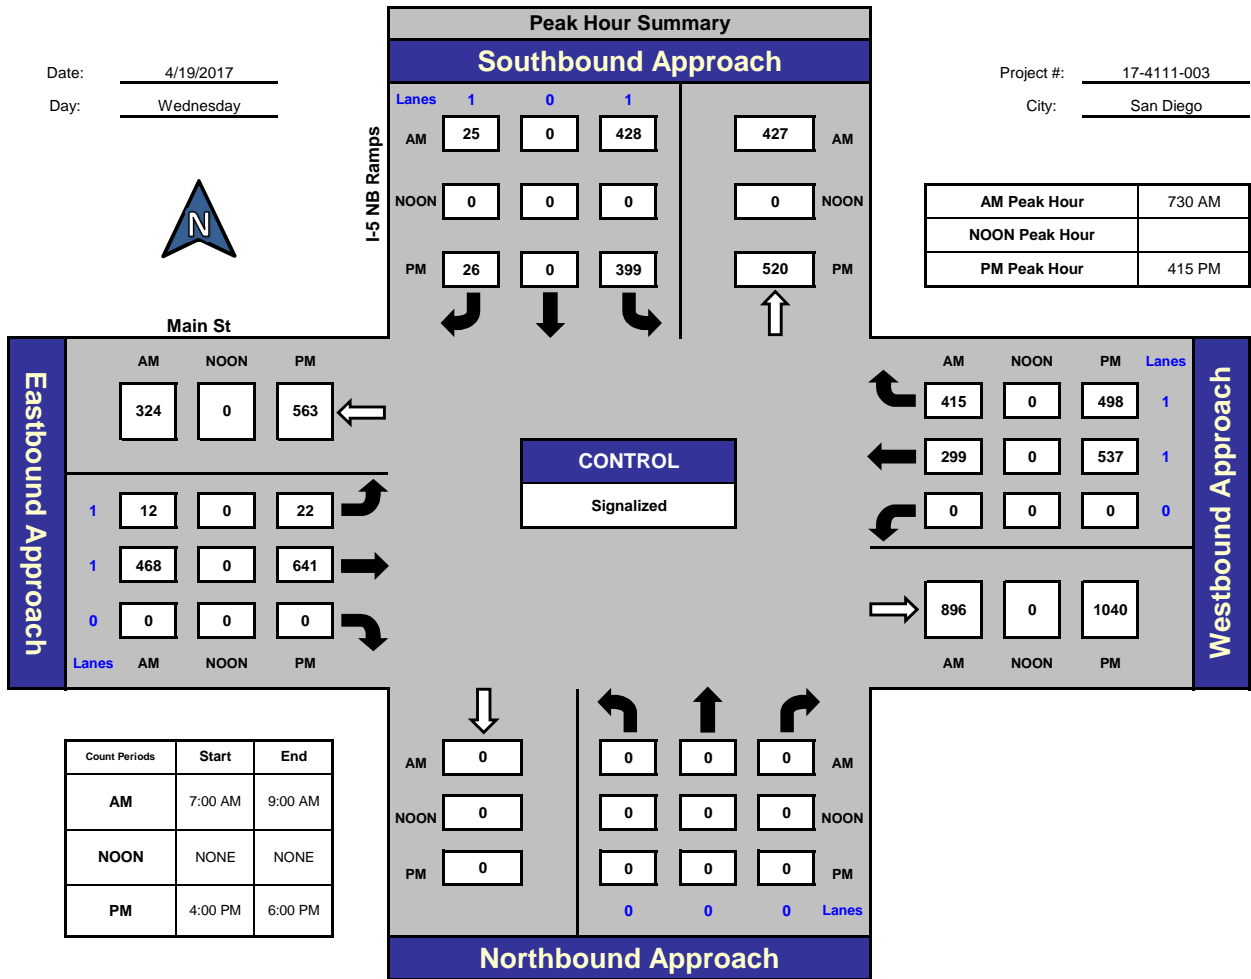 Peak Hour Summary
Southbound Approach
Date: 4/19/2017
Day: Wednesday
Project #: 17-4111-003
City: San Diego
I-5 NB Ramps
Lanes 1 0 1
AM 25 0 428 427 AM
NOON 0 0 0 0 NOON
PM 26 0 399 520 PM
N
AM Peak Hour 730 AM
NOON Peak Hour
PM Peak Hour 415 PM
Main St
Eastbound Approach
AM NOON PM
324 0 563
1 12 0 22
1 468 0 641
0 0 0 0
Lanes AM NOON PM
CONTROL
Signalized
AM NOON PM Lanes
415 0 498 1
299 0 537 1
0 0 0 0
896 0 1040
AM NOON PM
Westbound Approach
Count Periods Start End
AM 7:00 AM 9:00 AM
NOON NONE NONE
PM 4:00 PM 6:00 PM
AM 0 0 0 0 AM
NOON 0 0 0 0 NOON
PM 0 0 0 0 PM
0 0 0 Lanes
Northbound Approach